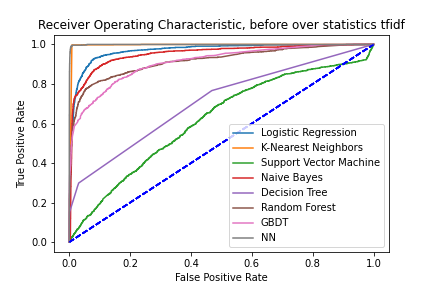 Receiver Operating Characteristic, before over statistics tfidf
1.0
0.8
0.6
0.4
0.2
0.0
True Positive Rate
Logistic Regression
K-Nearest Neighbors
Support Vector Machine
Naive Bayes
Decision Tree
Random Forest
GBDT
NN
0.0 0.2 0.4 0.6 0.8 1.0
False Positive Rate